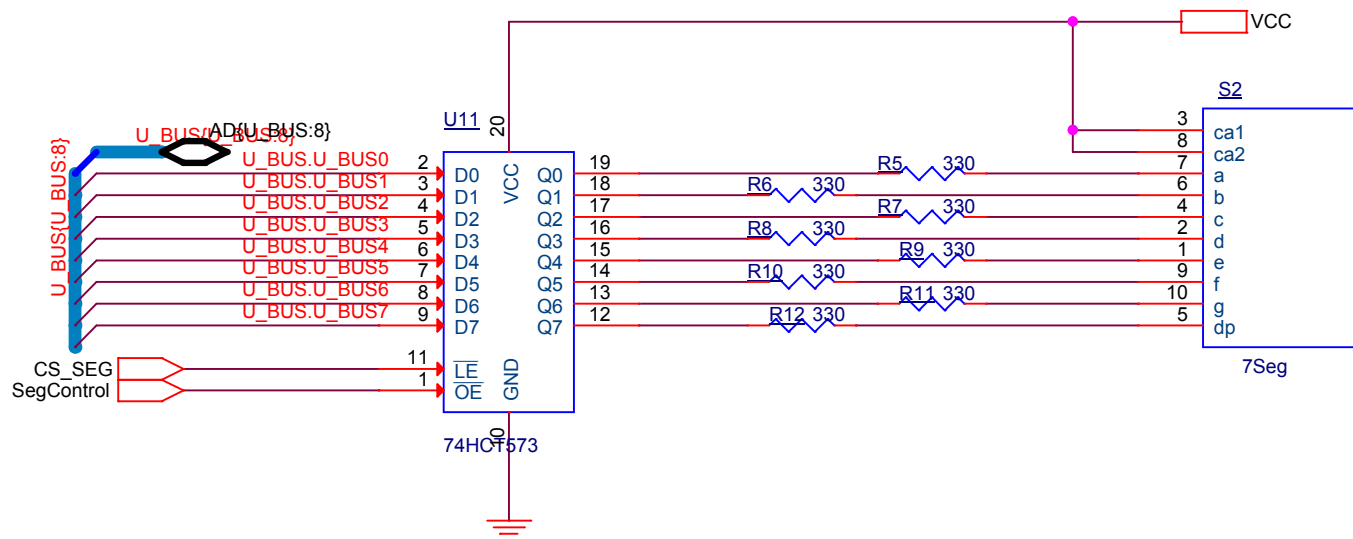 VCC
S2
U11
20
U_BUS{U_BUS:8}
AD{U_BUS:8}
U_BUS{U_BUS:8}
3
ca1
8
ca2
U_BUS.U_BUS0
2
D0
VCC
Q0
19
R5
330
7
a
U_BUS.U_BUS1
3
D1
Q1
18
R6
330
6
b
U_BUS.U_BUS2
4
D2
Q2
17
R7
330
4
c
U_BUS.U_BUS3
5
D3
Q3
16
R8
330
2
d
U_BUS.U_BUS4
6
D4
Q4
15
R9
330
1
e
U_BUS.U_BUS5
7
D5
Q5
14
R10
330
9
f
U_BUS.U_BUS6
8
D6
Q6
13
R11
330
10
g
U_BUS.U_BUS7
9
D7
Q7
12
R12
330
5
dp
CS_SEG
11
LE
GND
7Seg
SegControl
1
OE
10
74HCT573